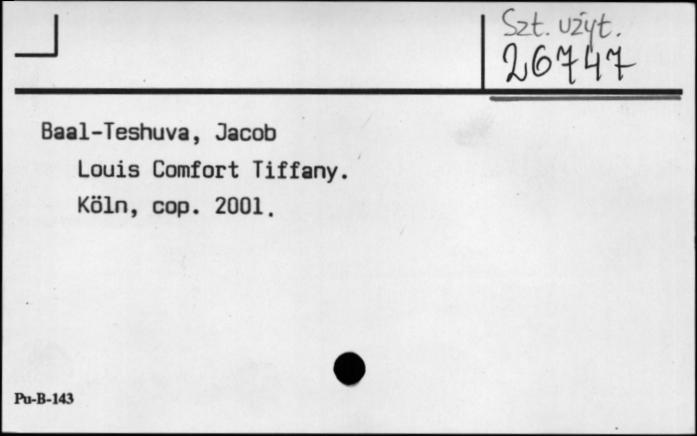 Szt. użyt.
26747
Baal-Teshuva, Jacob
Louis Comfort Tiffany.
Köln, cop. 2001.
Pu-B-143